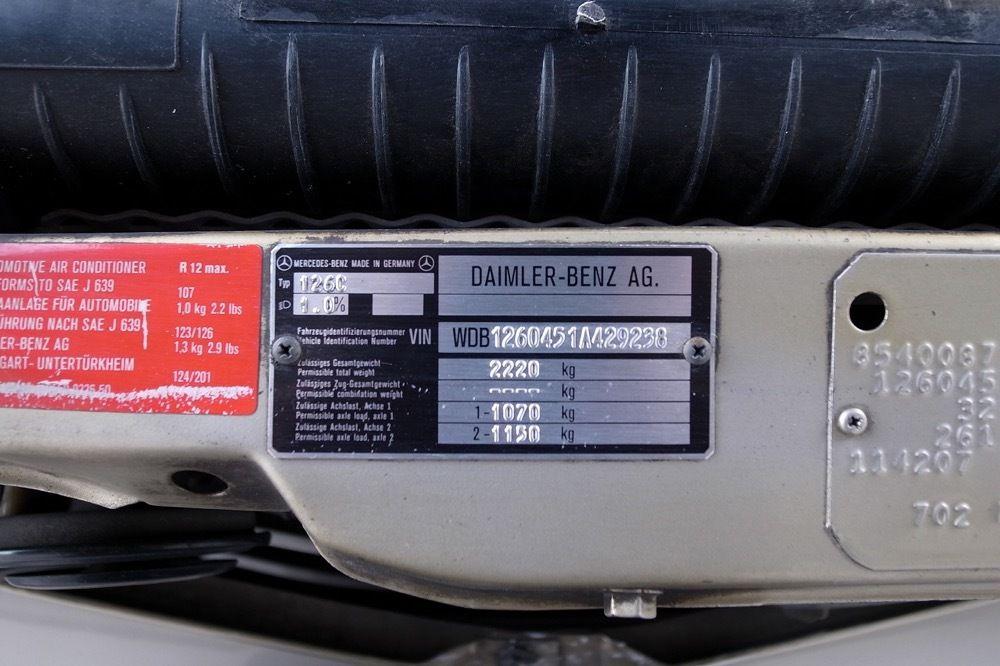 OMOTIVE AIR CONDITIONER
FORMS TO SAE J 639
AANLAGE FÜR AUTOMOBILE
ÜHRUNG NACH SAE J 639
ER-BENZ AG
GART- UNTERTÜRKHEIM
R 12 max.
107
1,0 kg 2.2 lbs
123/126
1,3 kg 2.9 lbs
124/201
MERCEDES-BENZ MADE IN GERMANY
Typ 126C
1.0%
DAIMLER-BENZ AG.
Fahrzeugidentifizierungsnummer
Vehicle Identification Number
VIN WDB1260451A429238
Zulässiges Gesamtgewicht
Permissible total weight
2220 kg
Zulässiges Zug-Gesamtgewicht
Permissible combination weight
---- kg
Zulässige Achslast, Achse 1
Permissible axle load, axle 1
1-1070 kg
Zulässige Achslast, Achse 2
Permissible axle load, axle 2
2-1150 kg
8540087
126045
32
261
114207
702